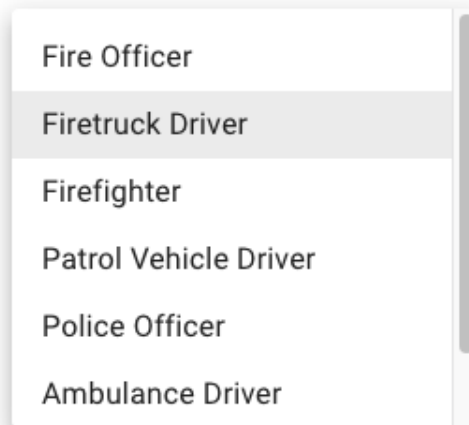 Fire Officer
Firetruck Driver
Firefighter
Patrol Vehicle Driver
Police Officer
Ambulance Driver